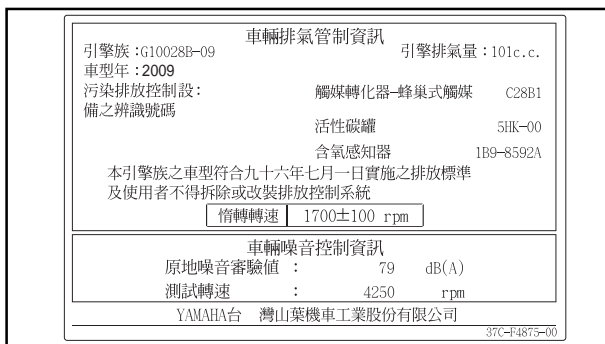 車輛排氣管制資訊
引擎族：G10028B-09 引擎排氣量：101c.c.
車型年：2009
污染排放控制設： 觸媒轉化器-蜂巢式觸媒 C28B1
備之辨識號碼
活性碳罐 5HK-00
含氧感知器 1B9-8592A
本引擎族之車型符合九十六年七月一日實施之排放標準
及使用者不得拆除或改裝排放控制系統
惰轉轉速 1700±100 rpm
車輛噪音控制資訊
原地噪音審驗值 ： 79 dB(A)
測試轉速 ： 4250 rpm
YAMAHA台 灣山葉機車工業股份有限公司
37C-F4875-00